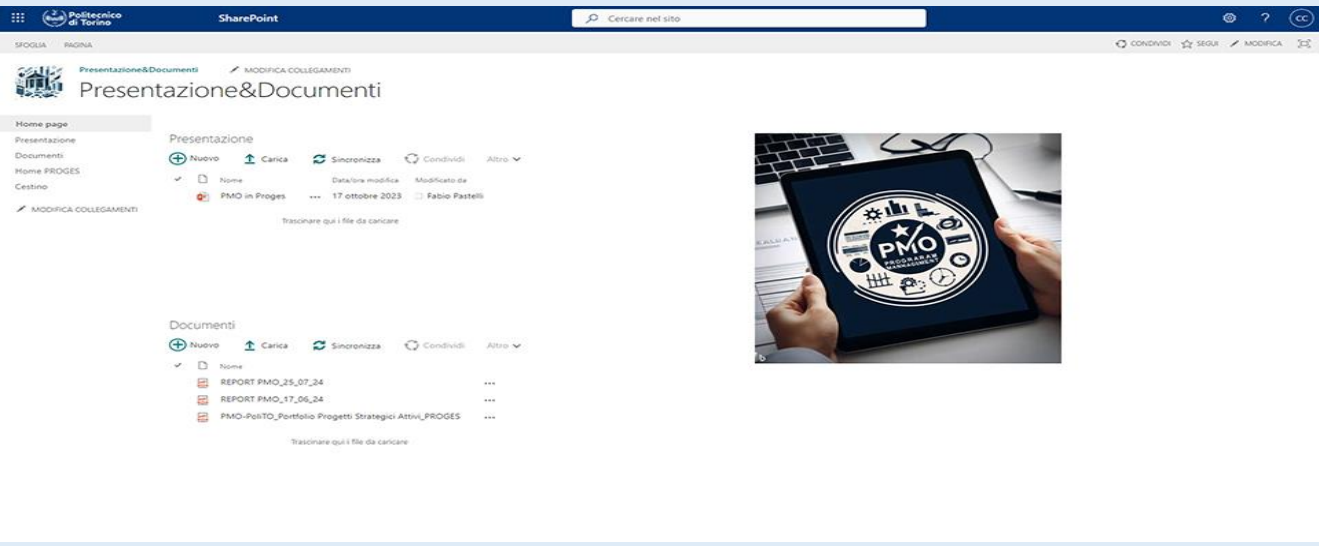 Politecnico
di Torino
SharePoint
Cercare nel sito
?
CC
SFOGLIA PAGINA
CONDIVIDI SEGUI MODIFICA
Presentazione&Documenti MODIFICA COLLEGAMENTI
Presentazione&Documenti
Home page
Presentazione
Documenti
Home PROGES
Cestino
MODIFICA COLLEGAMENTI
Presentazione
Nuovo Carica Sincronizza Condividi Altro
Nome Data/ora modifica Modificato da
PMO in Proges ... 17 ottobre 2023 Fabio Pastelli
Trascinare qui i file da caricare
Documenti
Nuovo Carica Sincronizza Condividi Altro
Nome
REPORT PMO_25_07_24 ...
REPORT PMO_17_06_24 ...
PMO-PoliTO_Portfolio Progetti Strategici Attivi_PROGES ...
Trascinare qui i file da caricare
PMO
PROGRARAM